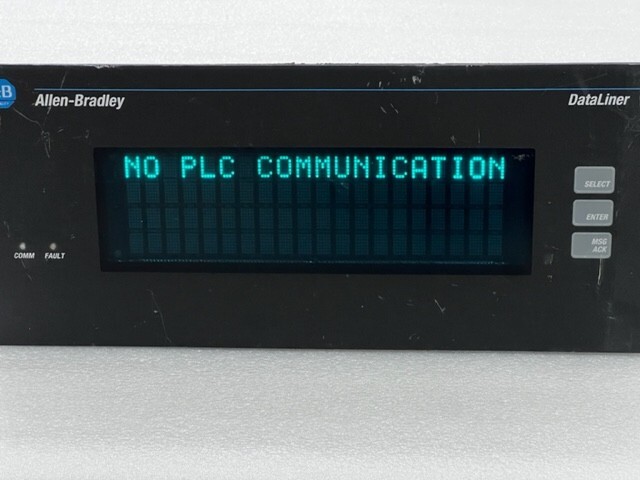 Allen-Bradley
DataLiner
NO PLC COMMUNICATION
SELECT
ENTER
MSG
ACK
COMM
FAULT